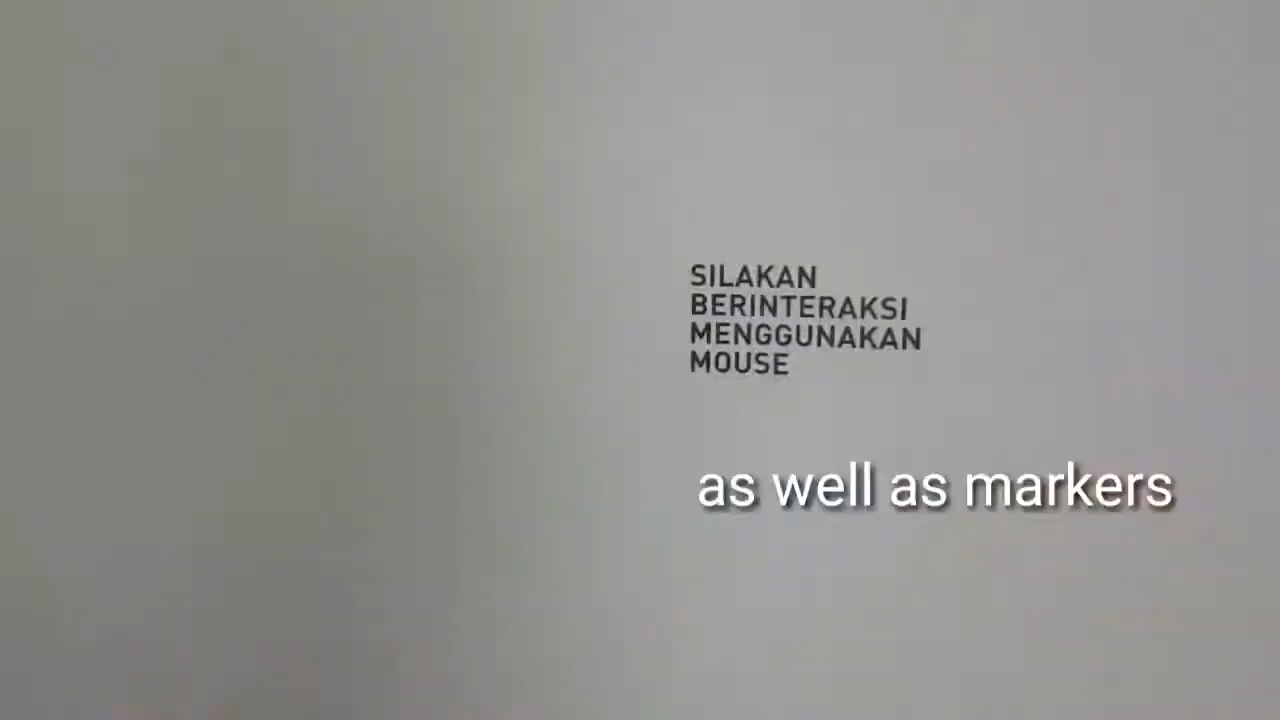 SILAKAN
BERINTERAKSI
MENGGUNAKAN
MOUSE
as well as markers